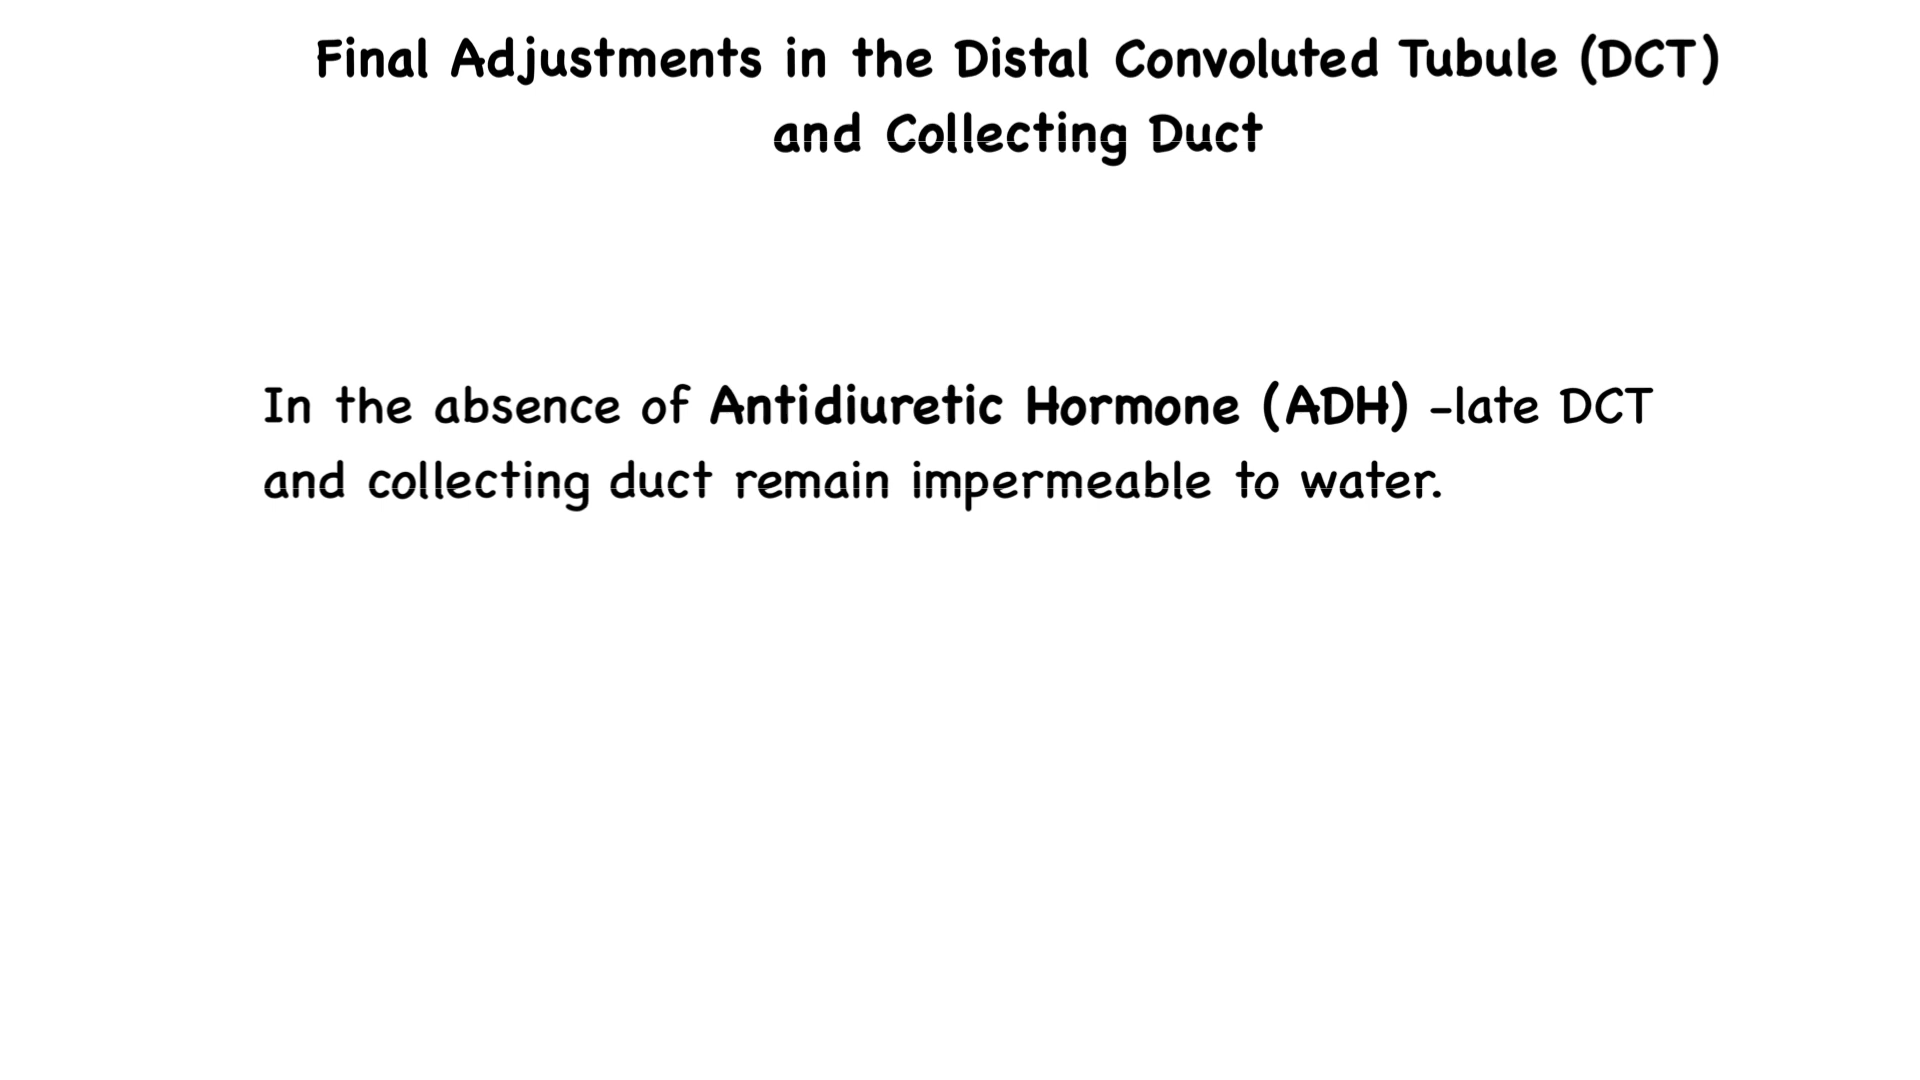 Final Adjustments in the Distal Convoluted Tubule (DCT)
and Collecting Duct
In the absence of Antidiuretic Hormone (ADH) -late DCT
and collecting duct remain impermeable to water.